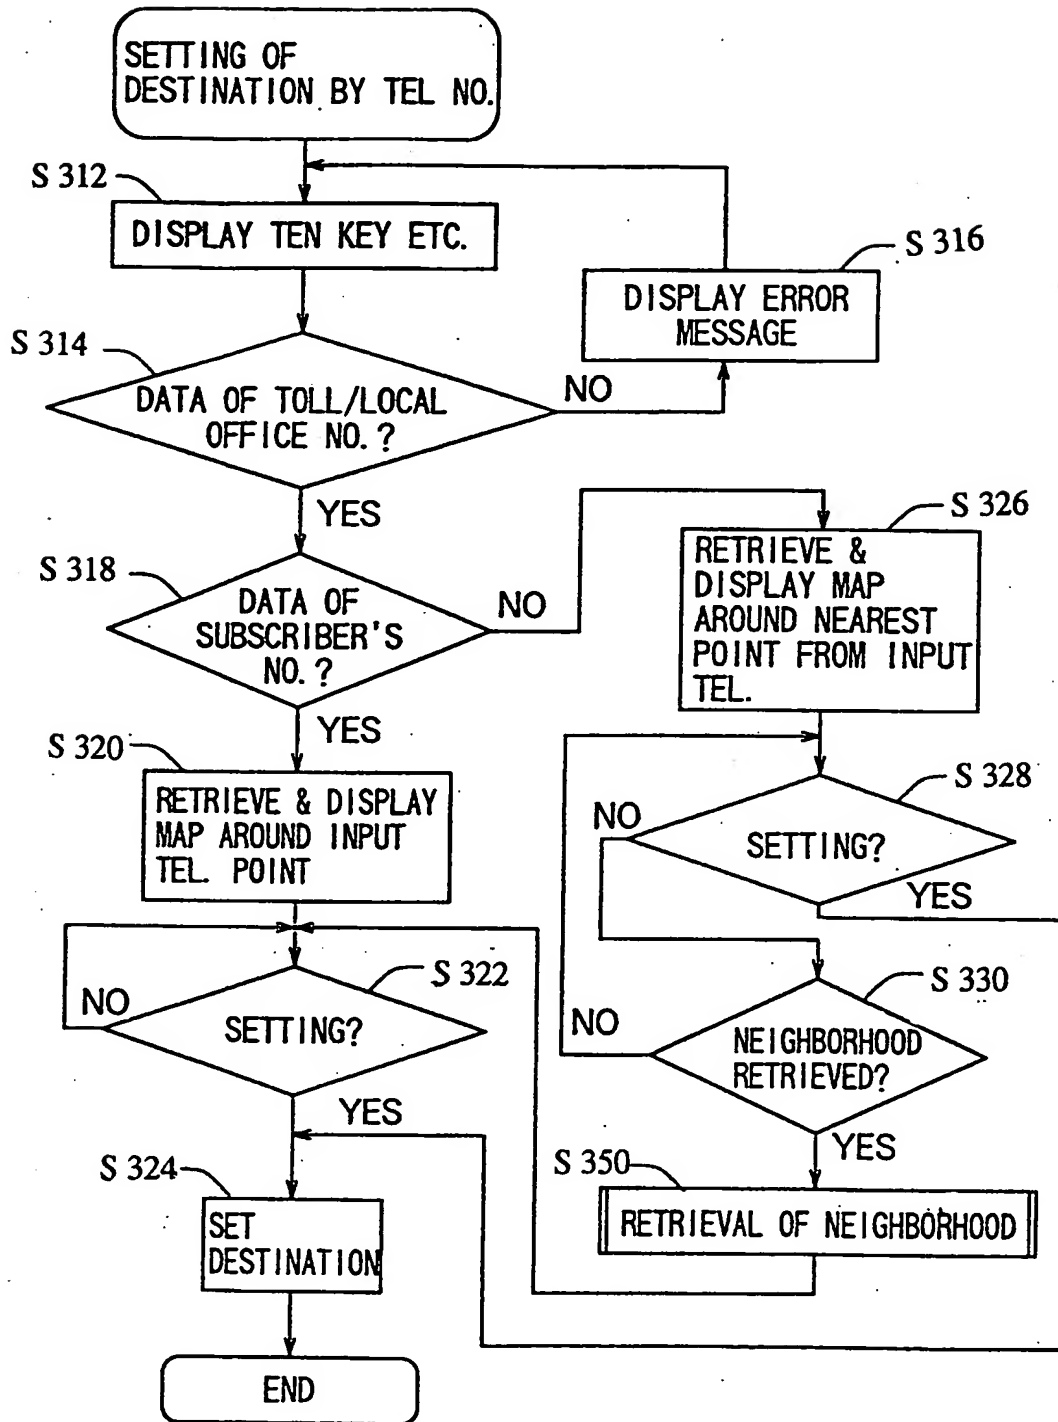 SETTING OF
DESTINATION BY TEL NO.
S 312
DISPLAY TEN KEY ETC.
S 316
DISPLAY ERROR
MESSAGE
S 314
DATA OF TOLL/LOCAL
OFFICE NO.?
NO
YES
S 318
DATA OF
SUBSCRIBER'S
NO.?
NO
YES
S 326
RETRIEVE &
DISPLAY MAP
AROUND NEAREST
POINT FROM INPUT
TEL.
S 320
RETRIEVE & DISPLAY
MAP AROUND INPUT
TEL. POINT
S 328
SETTING?
NO
YES
S 322
SETTING?
NO
YES
S 330
NEIGHBORHOOD
RETRIEVED?
NO
YES
S 350
RETRIEVAL OF NEIGHBORHOOD
S 324
SET
DESTINATION
END